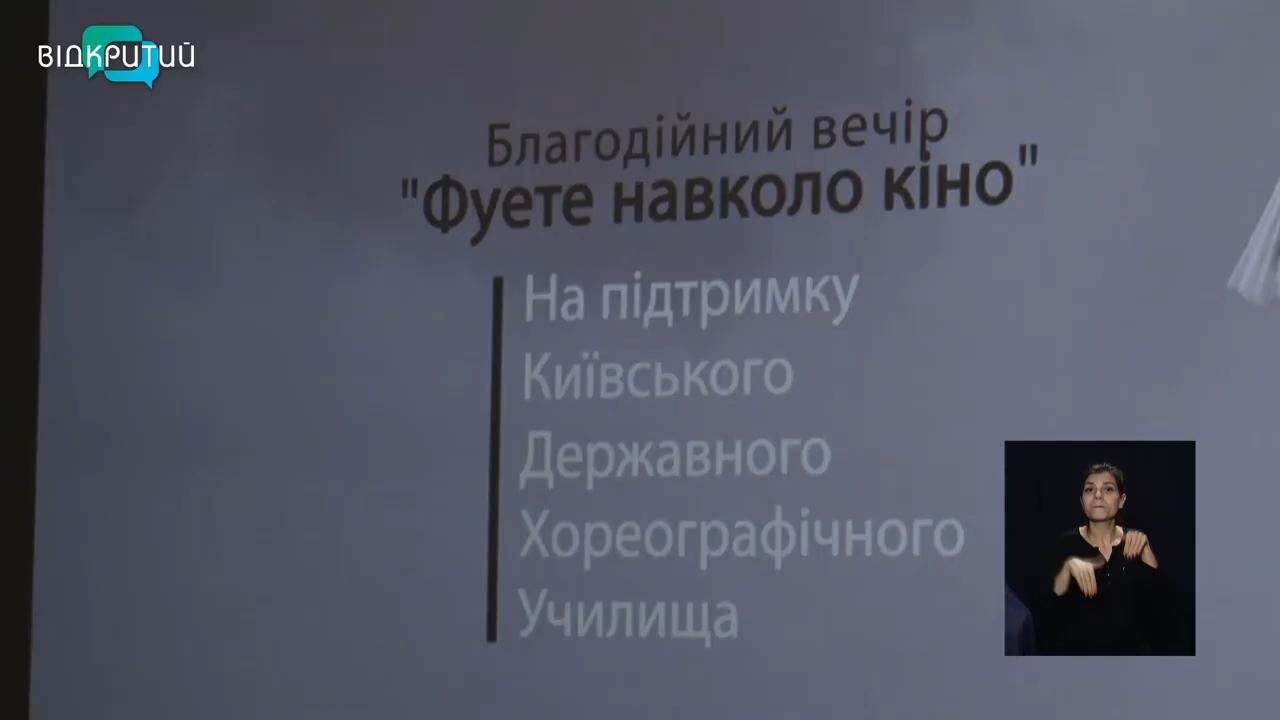 ВІДКРИТИЙ
Благодійний вечір
"Фуете навколо кіно"
На підтримку
Київського
Державного
Хореографічного
Училища